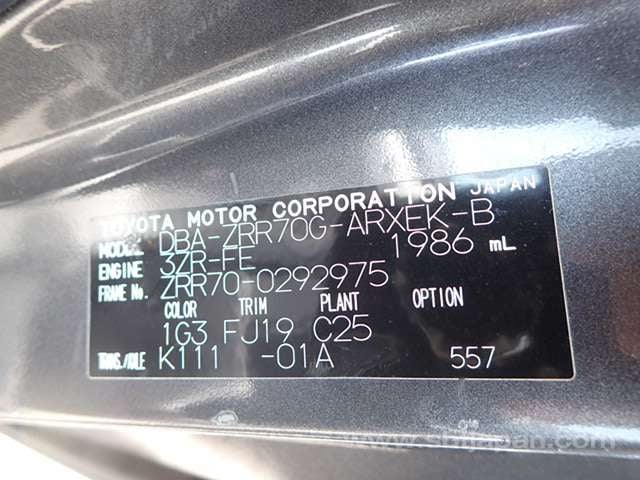 TOYOTA MOTOR CORPORATION JAPAN
MODEL DBA-ZRR70G-ARXEK-B
ENGINE 3ZR-FE 1986 mL
FRAME No. ZRR70-0292975
COLOR TRIM PLANT OPTION
1G3 FJ19 C25
TRANS./AXLE K111 -01A 557
www.sbtjapan.com